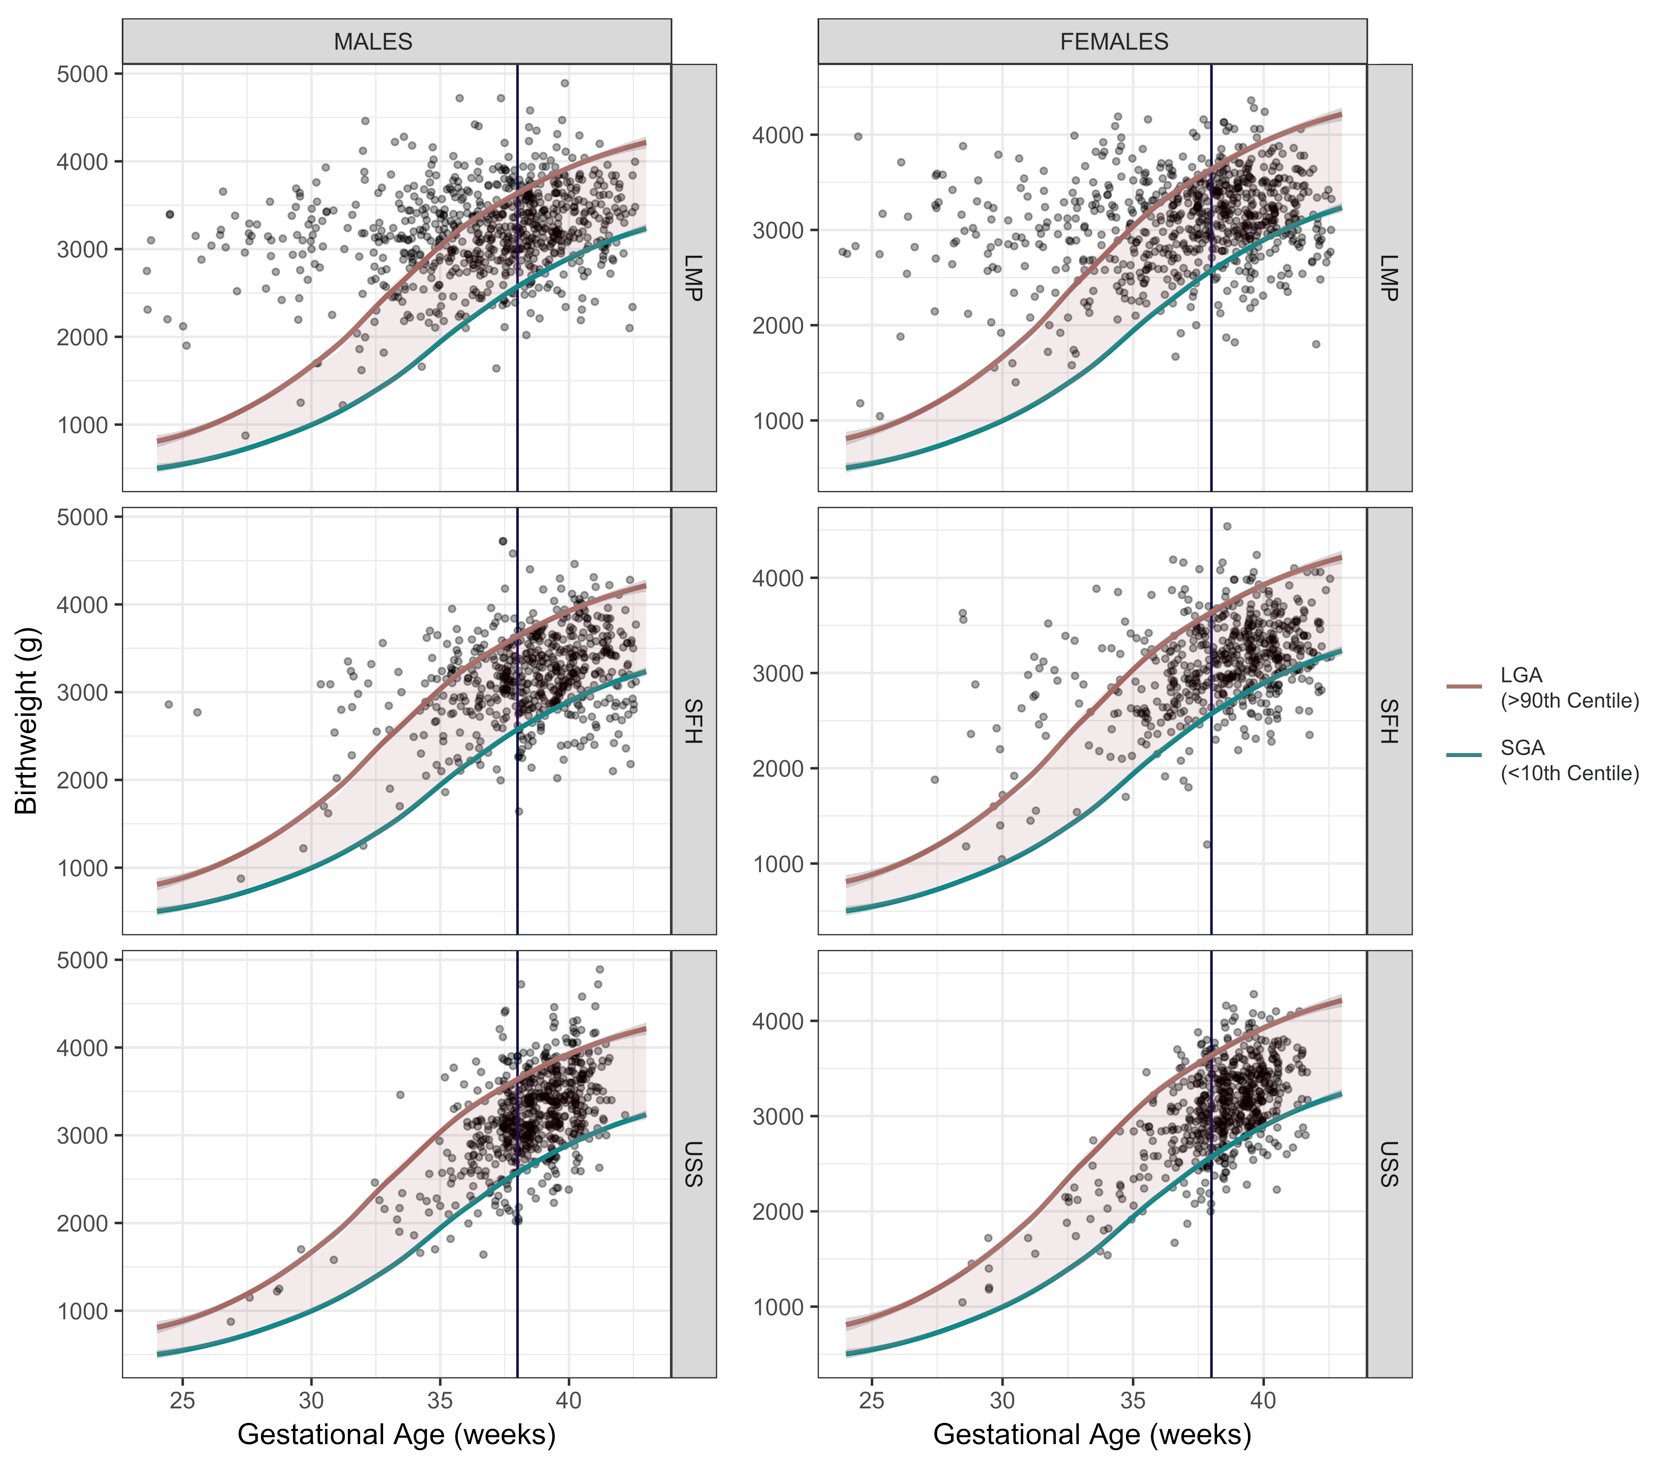 MALES
FEMALES
5000
4000
3000
2000
1000
LMP
4000
3000
2000
1000
LMP
5000
4000
3000
2000
1000
SFH
4000
3000
2000
1000
SFH
Birthweight (g)
LGA
(>90th Centile)
SGA
(<10th Centile)
5000
4000
3000
2000
1000
USS
4000
3000
2000
1000
USS
25 30 35 40
25 30 35 40
Gestational Age (weeks)
Gestational Age (weeks)